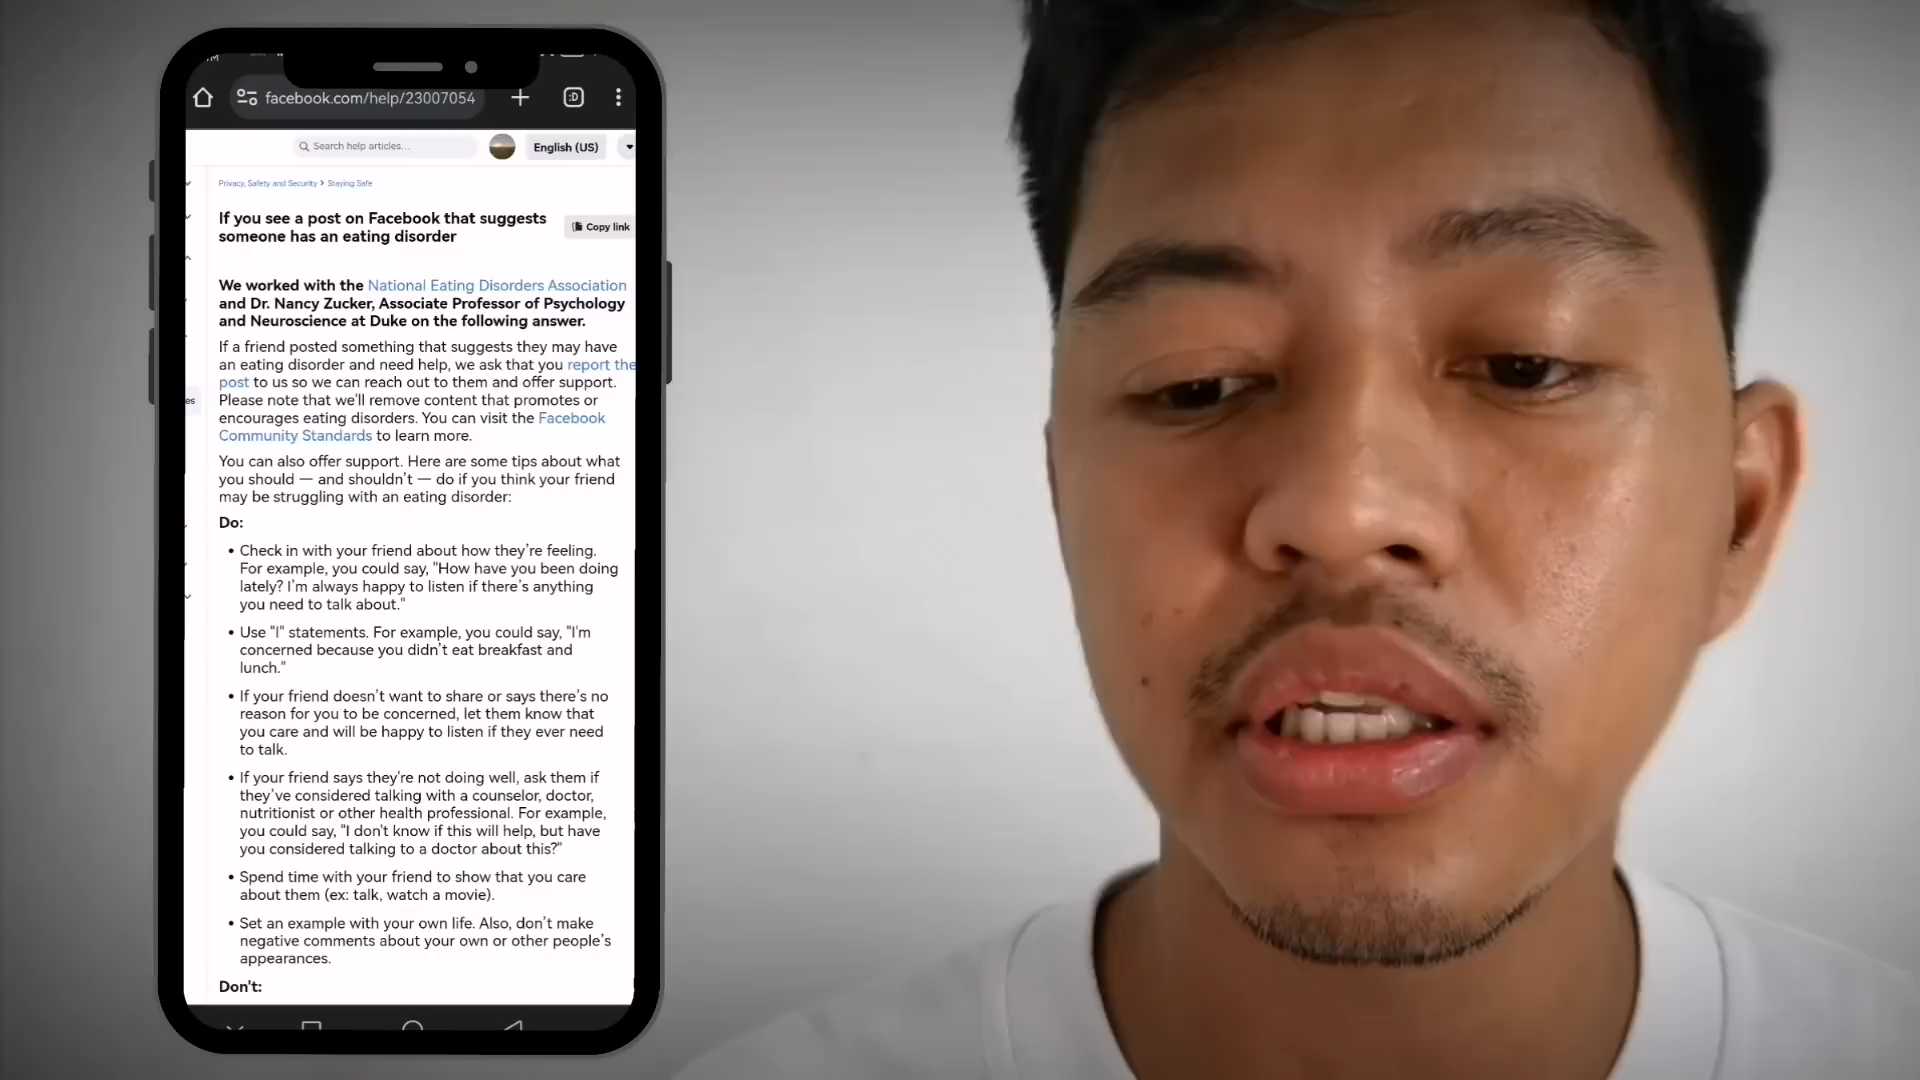 facebook.com/help/23007054
:D
Search help articles...
English (US)
Privacy, Safety and Security > Staying Safe
If you see a post on Facebook that suggests
someone has an eating disorder
Copy link
We worked with the National Eating Disorders Association
and Dr. Nancy Zucker, Associate Professor of Psychology
and Neuroscience at Duke on the following answer.
If a friend posted something that suggests they may have
an eating disorder and need help, we ask that you report the
post to us so we can reach out to them and offer support.
Please note that we'll remove content that promotes or
encourages eating disorders. You can visit the Facebook
Community Standards to learn more.
es
You can also offer support. Here are some tips about what
you should — and shouldn't — do if you think your friend
may be struggling with an eating disorder:
Do:
• Check in with your friend about how they're feeling.
For example, you could say, "How have you been doing
lately? I'm always happy to listen if there's anything
you need to talk about."
• Use "I" statements. For example, you could say, "I'm
concerned because you didn't eat breakfast and
lunch."
• If your friend doesn't want to share or says there's no
reason for you to be concerned, let them know that
you care and will be happy to listen if they ever need
to talk.
• If your friend says they're not doing well, ask them if
they've considered talking with a counselor, doctor,
nutritionist or other health professional. For example,
you could say, "I don't know if this will help, but have
you considered talking to a doctor about this?"
• Spend time with your friend to show that you care
about them (ex: talk, watch a movie).
• Set an example with your own life. Also, don't make
negative comments about your own or other people's
appearances.
Don't: